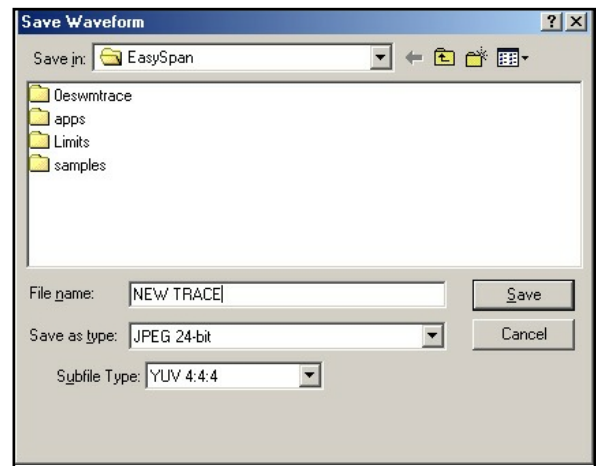 Save Waveform
Save in: EasySpan
0eswmtrace
apps
Limits
samples
File name: NEW TRACE
Save
Save as type: JPEG 24-bit
Cancel
Subfile Type: YUV 4:4:4